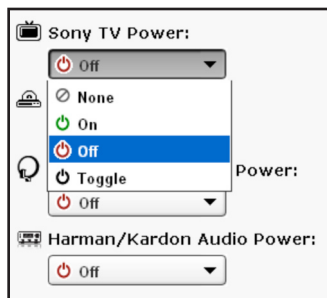 Sony TV Power:
Off
None
On
Off
Toggle
Power:
Off
Harman/Kardon Audio Power:
Off